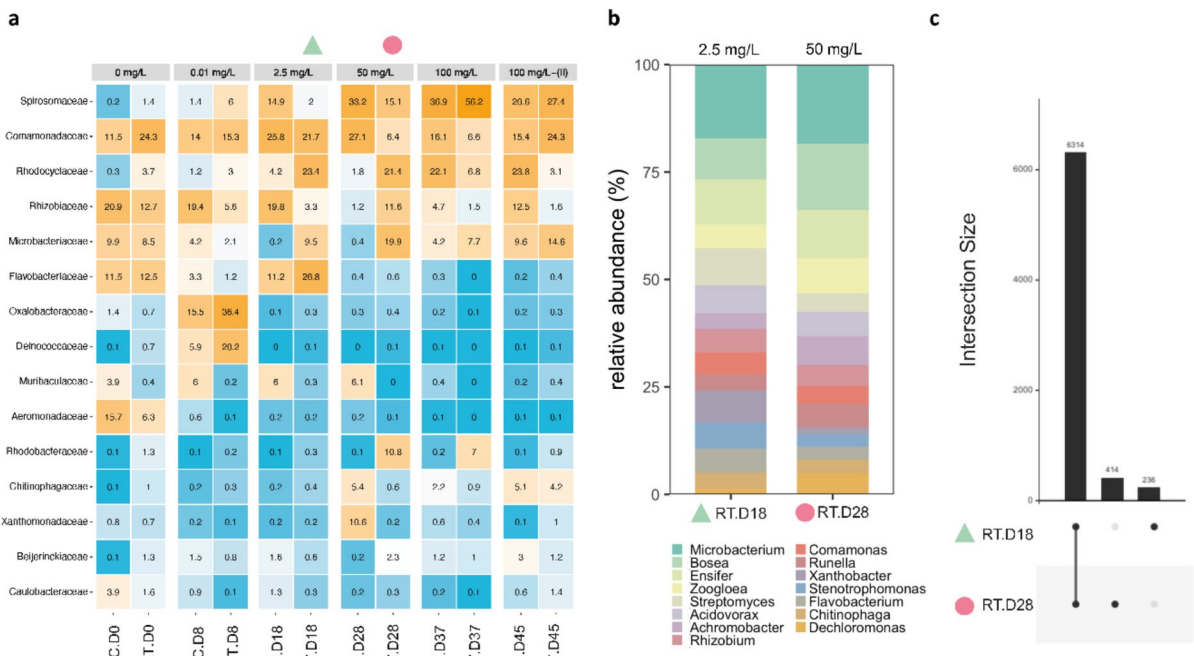 a
b
c
0 mg/L 0.01 mg/L 2.5 mg/L 50 mg/L 100 mg/L 100 mg/L-(II)
Spirosomaceae 0.2 1.4 1.4 6 14.9 2 38.2 15.1 36.9 56.2 20.6 27.4
Comamonadaceae 11.5 24.3 14 15.3 25.8 21.7 27.1 6.4 16.1 6.6 15.4 24.3
Rhodocyclaceae 0.3 3.7 1.2 3 4.2 23.4 1.8 21.4 22.1 6.8 23.8 3.1
Rhizobiaceae 20.9 12.7 19.4 5.6 19.8 3.3 1.2 11.6 4.7 1.5 12.5 1.6
Microbacteriaceae 9.9 8.5 4.2 2.1 0.2 9.5 0.4 19.9 4.2 7.7 9.6 14.6
Flavobacteriaceae 11.5 12.5 3.3 1.2 11.2 26.8 0.4 0.6 0.3 0 0.2 0.4
Oxalobacteraceae 1.4 0.7 15.5 36.4 0.1 0.3 0.3 0.4 0.2 0.1 0.2 0.3
Deinococcaceae 0.1 0.7 5.9 20.2 0 0.1 0 0.1 0.1 0 0.1 0.1
Muribaculaceae 3.9 0.4 6 0.2 6 0.3 6.1 0 0.4 0 0.2 0.4
Aeromonadaceae 15.7 6.3 0.6 0.1 0.2 0.2 0.2 0.1 0.1 0 0.1 0.1
Rhodobacteraceae 0.1 1.3 0.1 0.2 0.1 0.3 0.1 10.8 0.2 7 0.1 0.9
Chitinophagaceae 0.1 1 0.2 0.3 0.2 0.4 5.4 0.6 2.2 0.9 5.1 4.2
Xanthomonadaceae 0.8 0.7 0.2 0.1 0.2 0.2 10.6 0.2 0.6 0.4 0.1 1
Beijerinckiaceae 0.1 1.3 1.5 0.8 1.6 0.6 0.2 2.3 1.2 1 3 1.2
Caulobacteraceae 3.9 1.6 0.9 0.1 1.3 0.3 0.2 0.3 0.2 0.1 0.6 1.4
C.D0 T.D0 C.D8 T.D8 .D18 .D18 .D28 .D28 .D37 .D37 .D45 .D45
2.5 mg/L 50 mg/L
relative abundance (%)
100
75
50
25
0
RT.D18 RT.D28
Microbacterium
Bosea
Ensifer
Zoogloea
Streptomyces
Acidovorax
Achromobacter
Rhizobium
Comamonas
Runella
Xanthobacter
Stenotrophomonas
Flavobacterium
Chitinophaga
Dechloromonas
Intersection Size
6000
4000
2000
0
6314
414
236
RT.D18
RT.D28